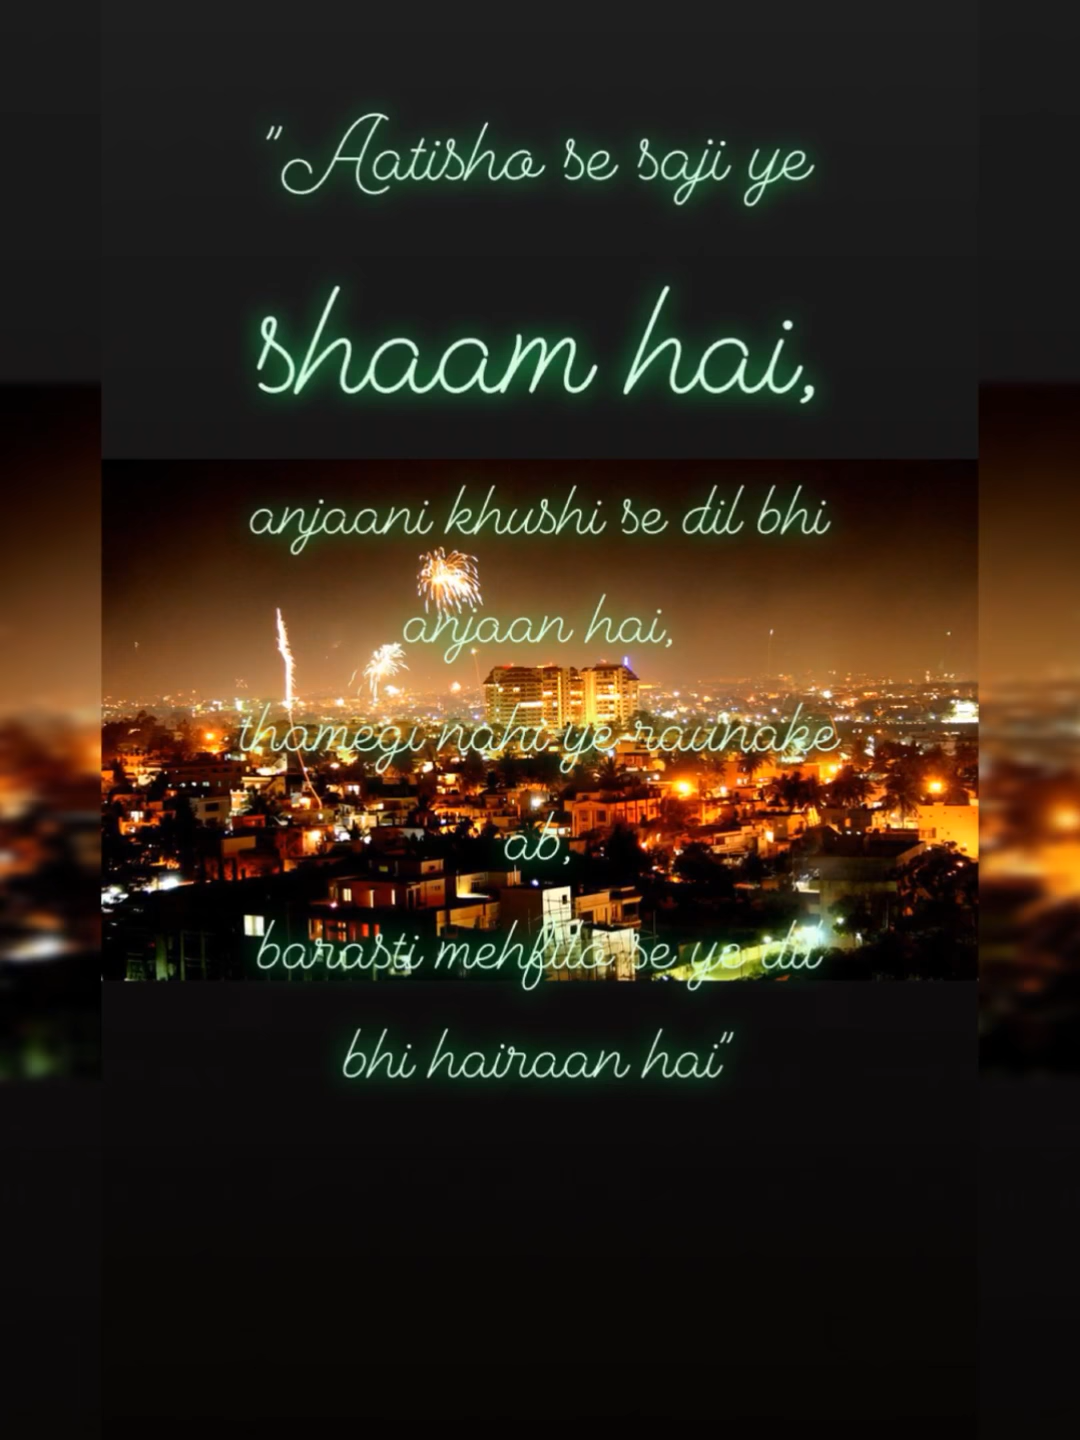 "Aatisho se saji ye
shaam hai,
anjaani khushi se dil bhi
anjaan hai,
thamegi nahi ye raunake
ab,
barasti mehfilo se ye dil
bhi hairaan hai"